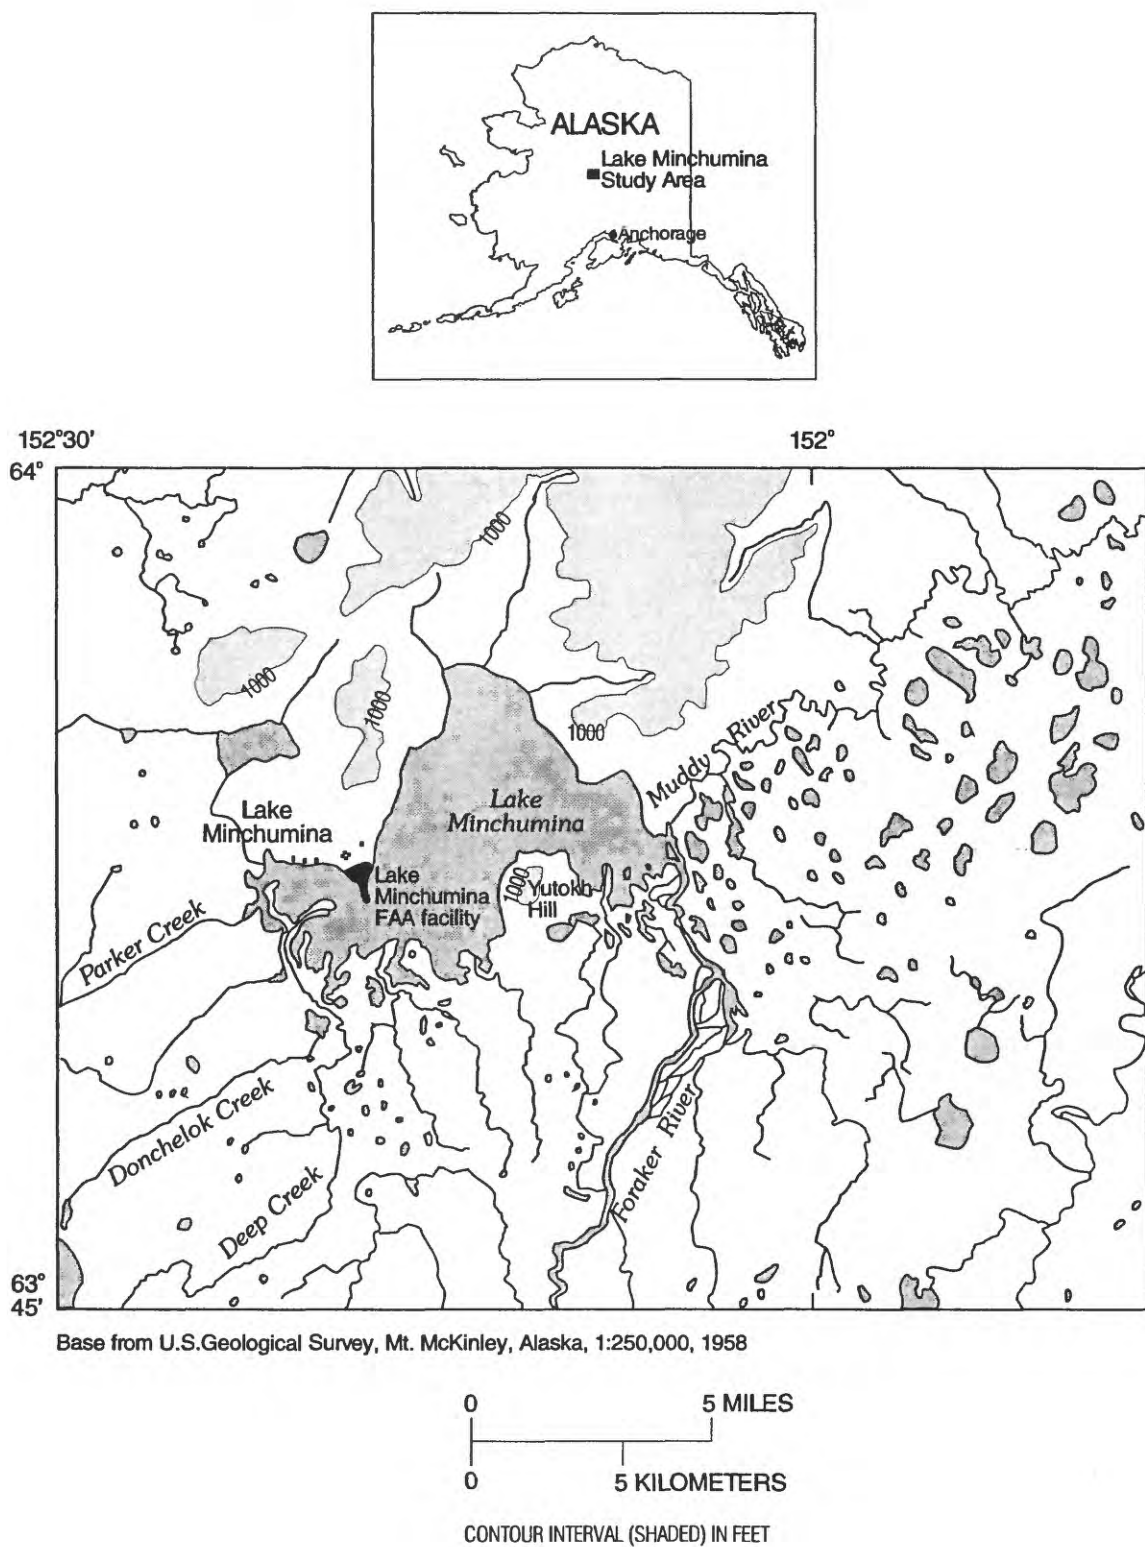 ALASKA
Lake Minchumina
Study Area
Anchorage
152°30'
152°
64°
1000
1000
1000
1000
Muddy River
Lake
Minchumina
Lake
Minchumina
Lake
Minchumina
FAA facility
1000
Yutokh
Hill
Parker Creek
Donchelok Creek
Deep Creek
Foraker River
63°
45'
Base from U.S.Geological Survey, Mt. McKinley, Alaska, 1:250,000, 1958
0
5 MILES
0
5 KILOMETERS
CONTOUR INTERVAL (SHADED) IN FEET